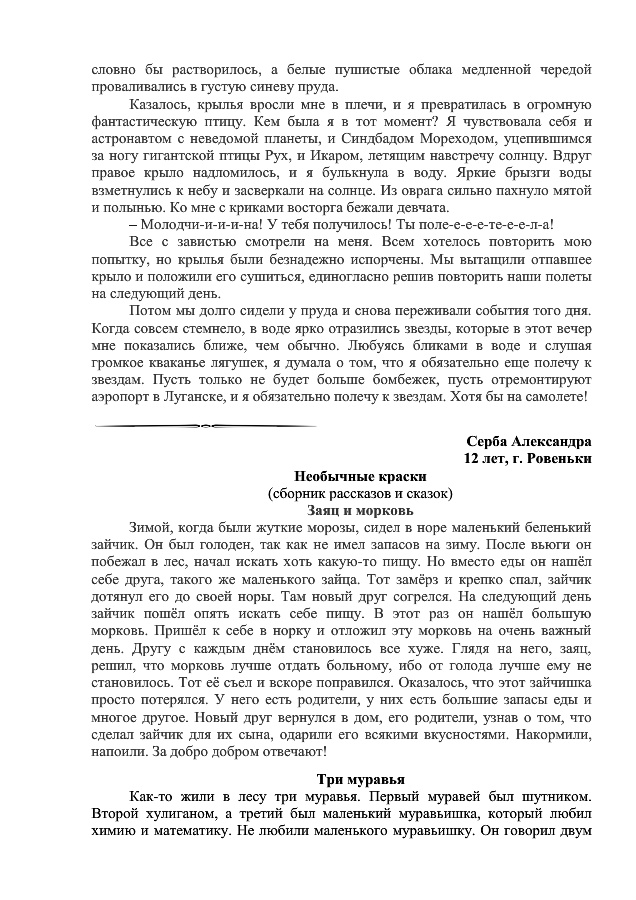 словно бы растворилось, а белые пушистые облака медленной чередой
проваливались в густую синеву пруда.
Казалось, крылья вросли мне в плечи, и я превратилась в огромную
фантастическую птицу. Кем была я в тот момент? Я чувствовала себя и
астронавтом с неведомой планеты, и Синдбадом Мореходом, уцепившимся
за ногу гигантской птицы Рух, и Икаром, летящим навстречу солнцу. Вдруг
правое крыло надломилось, и я булькнула в воду. Яркие брызги воды
взметнулись к небу и засверкали на солнце. Из оврага сильно пахнуло мятой
и полынью. Ко мне с криками восторга бежали девчата.
– Молодчи-и-и-и-на! У тебя получилось! Ты поле-е-е-е-те-е-е-л-а!
Все с завистью смотрели на меня. Всем хотелось повторить мою
попытку, но крылья были безнадежно испорчены. Мы вытащили отпавшее
крыло и положили его сушиться, единогласно решив повторить наши полеты
на следующий день.
Потом мы долго сидели у пруда и снова переживали события того дня.
Когда совсем стемнело, в воде ярко отразились звезды, которые в этот вечер
мне показались ближе, чем обычно. Любуясь бликами в воде и слушая
громкое кваканье лягушек, я думала о том, что я обязательно еще полечу к
звездам. Пусть только не будет больше бомбежек, пусть отремонтируют
аэропорт в Луганске, и я обязательно полечу к звездам. Хотя бы на самолете!
Серба Александра
12 лет, г. Ровеньки
Необычные краски
(сборник рассказов и сказок)
Заяц и морковь
Зимой, когда были жуткие морозы, сидел в норе маленький беленький
зайчик. Он был голоден, так как не имел запасов на зиму. После вьюги он
побежал в лес, начал искать хоть какую-то пищу. Но вместо еды он нашёл
себе друга, такого же маленького зайца. Тот замёрз и крепко спал, зайчик
дотянул его до своей норы. Там новый друг согрелся. На следующий день
зайчик пошёл опять искать себе пищу. В этот раз он нашёл большую
морковь. Пришёл к себе в норку и отложил эту морковь на очень важный
день. Другу с каждым днём становилось все хуже. Глядя на него, заяц,
решил, что морковь лучше отдать больному, ибо от голода лучше ему не
становилось. Тот её съел и вскоре поправился. Оказалось, что этот зайчишка
просто потерялся. У него есть родители, у них есть большие запасы еды и
многое другое. Новый друг вернулся в дом, его родители, узнав о том, что
сделал зайчик для их сына, одарили его всякими вкусностями. Накормили,
напоили. За добро добром отвечают!
Три муравья
Как-то жили в лесу три муравья. Первый муравей был шутником.
Второй хулиганом, а третий был маленький муравьишка, который любил
химию и математику. Не любили маленького муравьишку. Он говорил двум